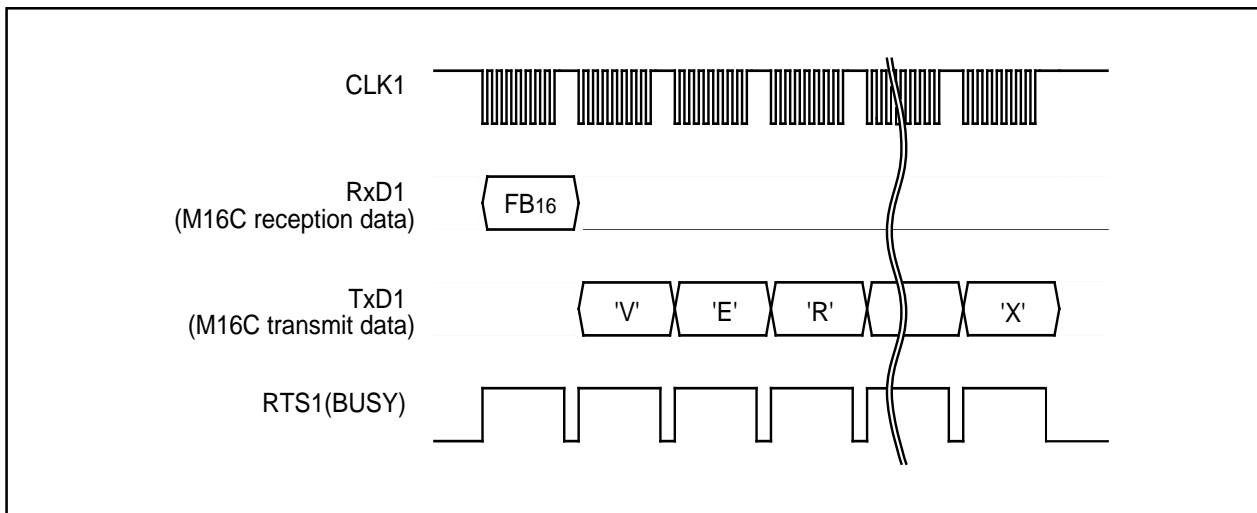 CLK1
RxD1
(M16C reception data)
FB16
TxD1
(M16C transmit data)
'V' 'E' 'R' 'X'
RTS1(BUSY)